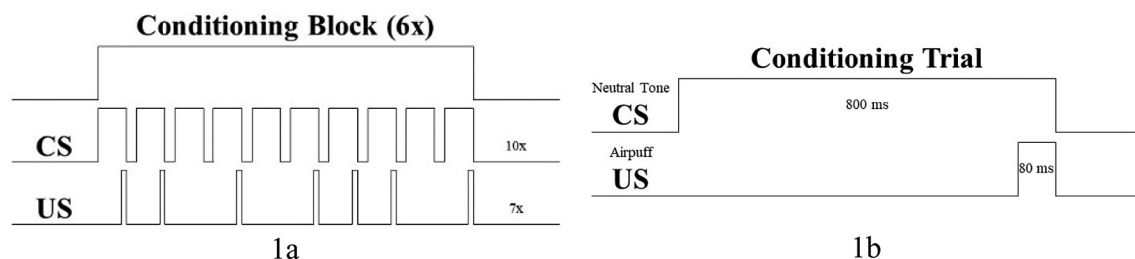 Conditioning Block (6x)
CS
10x
US
7x
1a
Conditioning Trial
Neutral Tone
CS
800 ms
Airpuff
US
80 ms
1b